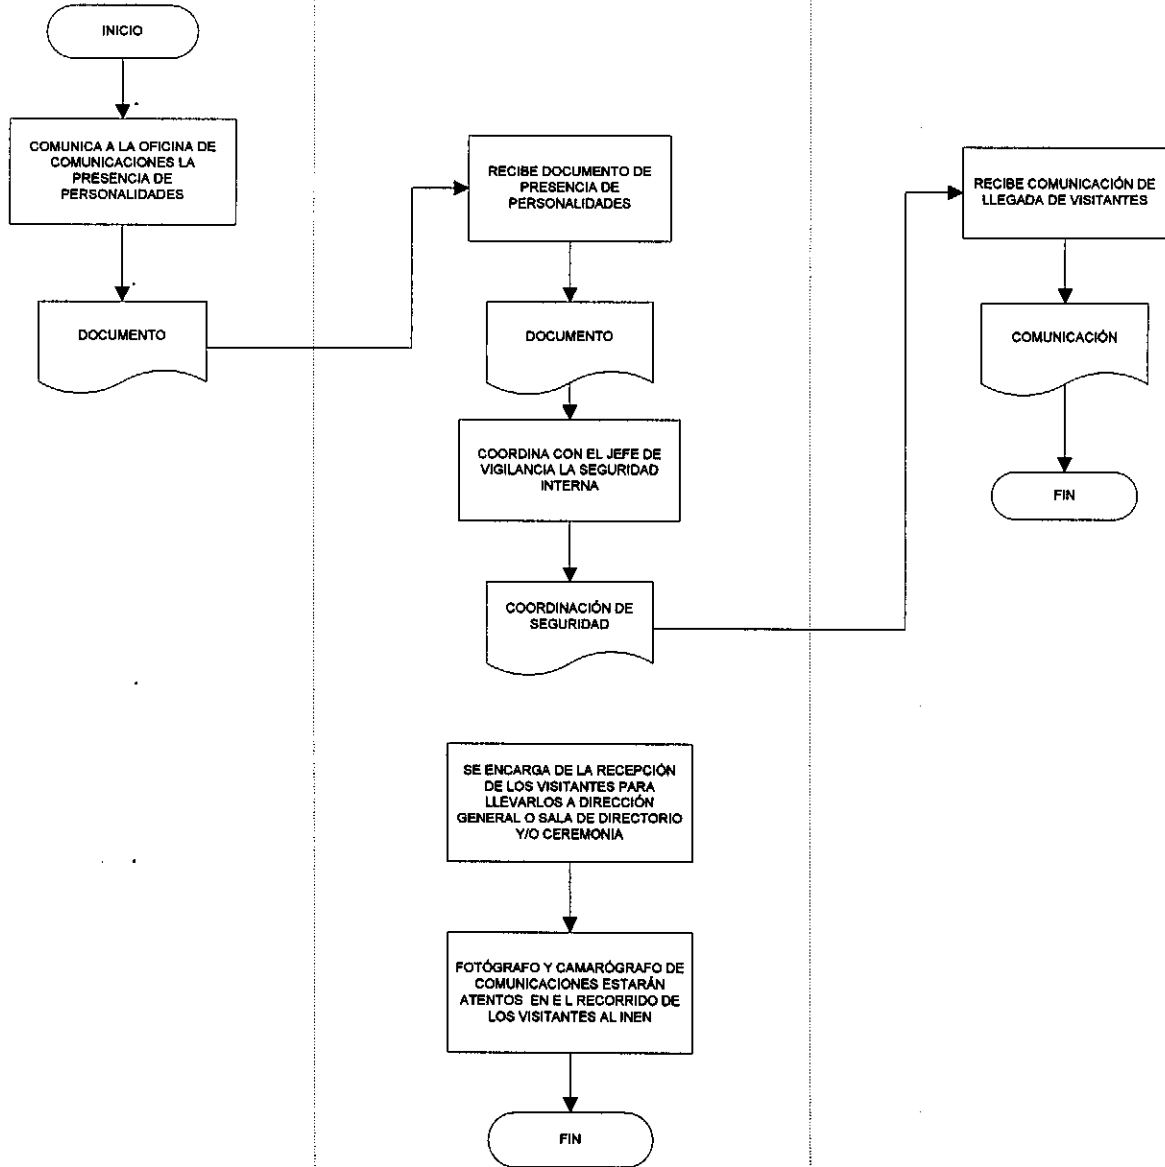 INICIO
COMUNICA A LA OFICINA DE
COMUNICACIONES LA
PRESENCIA DE
PERSONALIDADES
DOCUMENTO
RECIBE DOCUMENTO DE
PRESENCIA DE
PERSONALIDADES
DOCUMENTO
COORDINA CON EL JEFE DE
VIGILANCIA LA SEGURIDAD
INTERNA
COORDINACIÓN DE
SEGURIDAD
SE ENCARGA DE LA RECEPCIÓN
DE LOS VISITANTES PARA
LLEVARLOS A DIRECCIÓN
GENERAL O SALA DE DIRECTORIO
Y/O CEREMONIA
FOTÓGRAFO Y CAMARÓGRAFO DE
COMUNICACIONES ESTARÁN
ATENTOS EN E L RECORRIDO DE
LOS VISITANTES AL INEN
FIN
RECIBE COMUNICACIÓN DE
LLEGADA DE VISITANTES
COMUNICACIÓN
FIN